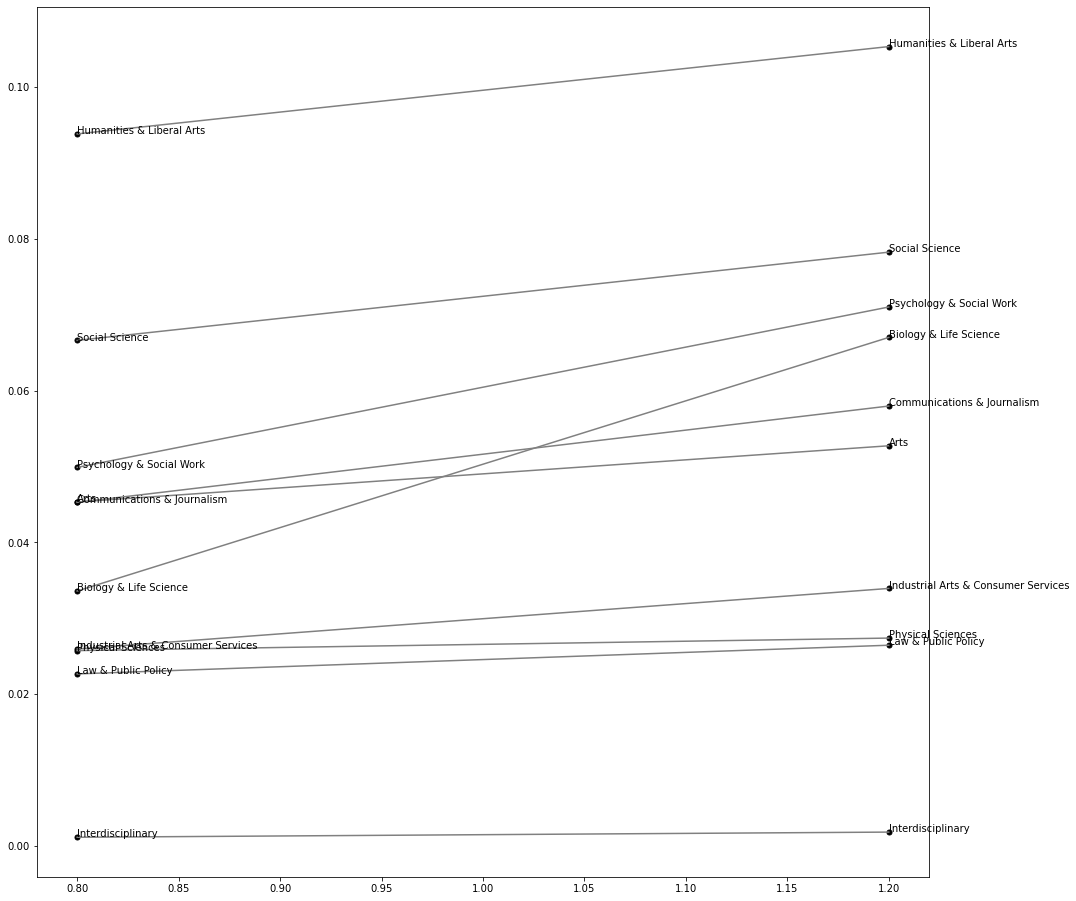 Humanities & Liberal Arts
0.10
Humanities & Liberal Arts
Social Science
0.08
Social Science
Psychology & Social Work
Biology & Life Science
0.06
Communications & Journalism
Arts
Psychology & Social Work
Arts
Communications & Journalism
0.04
Biology & Life Science
Industrial Arts & Consumer Services
Industrial Arts & Consumer Services
Physical Sciences
Physical Sciences
Law & Public Policy
Law & Public Policy
0.02
Interdisciplinary
Interdisciplinary
0.00
0.80 0.85 0.90 0.95 1.00 1.05 1.10 1.15 1.20